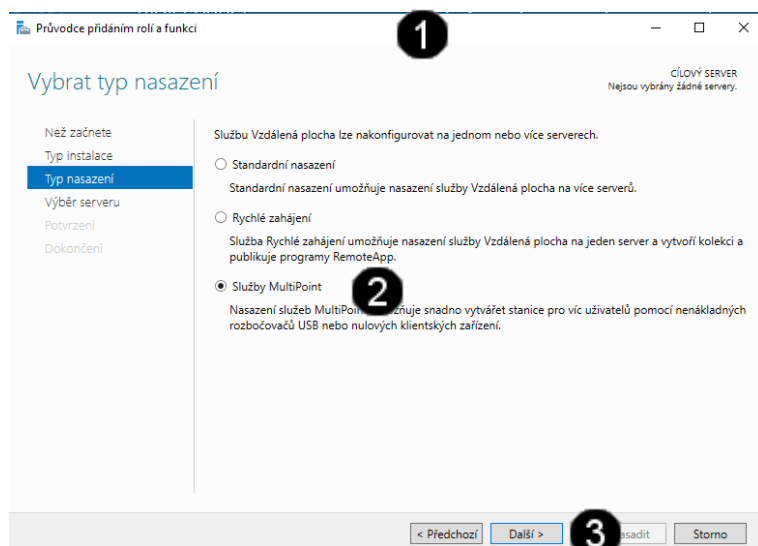 Průvodce přidáním rolí a funkcí
1
Vybrat typ nasazení
CÍLOVÝ SERVER
Nejsou vybrány žádné servery.
Než začnete
Typ instalace
Typ nasazení
Výběr serveru
Potvrzení
Dokončení
Službu Vzdálená plocha lze nakonfigurovat na jednom nebo více serverech.
Standardní nasazení
Standardní nasazení umožňuje nasazení služby Vzdálená plocha na více serverů.
Rychlé zahájení
Služba Rychlé zahájení umožňuje nasazení služby Vzdálená plocha na jeden server a vytvoří kolekci a
publikuje programy RemoteApp.
Služby MultiPoint
2
Nasazení služeb snadno vytvářet stanice pro víc uživatelů pomocí nenákladných
rozbočovačů USB nebo nulových klientských zařízení.
< Předchozí
Další >
3
Storno